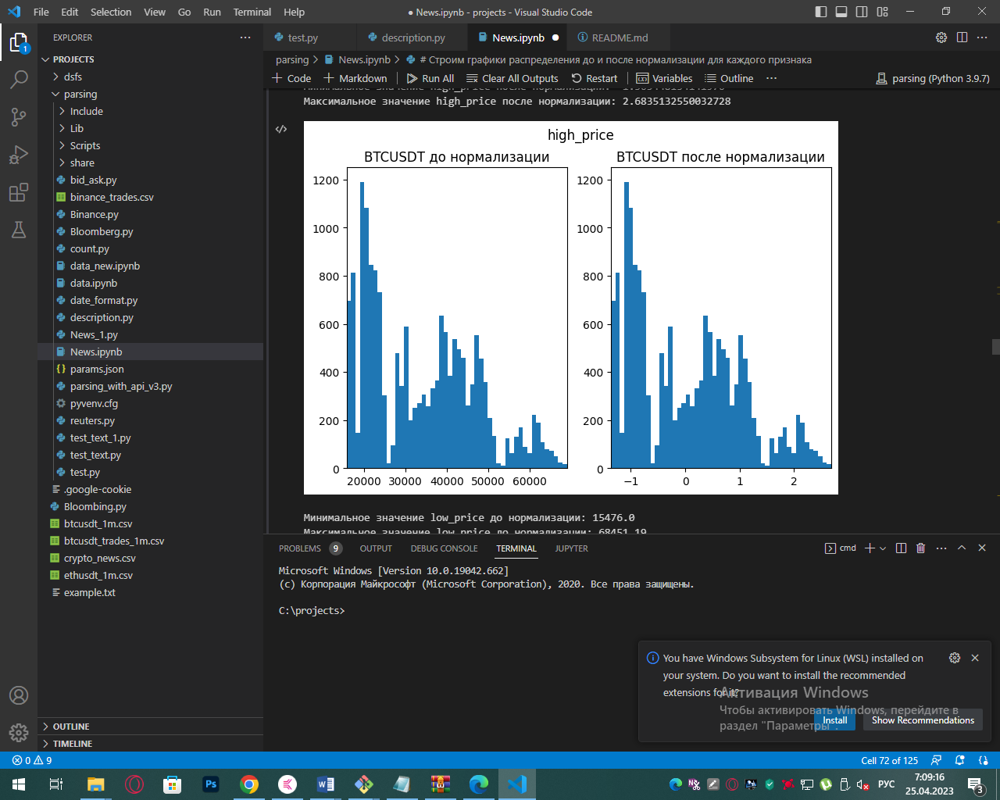 File Edit Selection View Go Run Terminal Help
● News.ipynb - projects - Visual Studio Code
EXPLORER
PROJECTS
dsfs
parsing
Include
Lib
Scripts
share
bid_ask.py
binance_trades.csv
Binance.py
Bloomberg.py
count.py
data_new.ipynb
data.ipynb
date_format.py
description.py
News_1.py
News.ipynb
params.json
parsing_with_api_v3.py
pyvenv.cfg
reuters.py
test_text_1.py
test_text.py
test.py
.google-cookie
Bloombing.py
btcusdt_1m.csv
btcusdt_trades_1m.csv
crypto_news.csv
ethusdt_1m.csv
example.txt
OUTLINE
TIMELINE
test.py description.py News.ipynb README.md
parsing > News.ipynb > # Строим графики распределения до и после нормализации для каждого признака
Code Markdown Run All Clear All Outputs Restart Variables Outline parsing (Python 3.9.7)
Максимальное значение high_price после нормализации: 2.6835132550032728
high_price
BTCUSDT до нормализации
1200
1000
800
600
400
200
0
20000 30000 40000 50000 60000
BTCUSDT после нормализации
1200
1000
800
600
400
200
0
−1 0 1 2
Минимальное значение low_price до нормализации: 15476.0
Максимальное значение low_price до нормализации: 68451.19
PROBLEMS 9 OUTPUT DEBUG CONSOLE TERMINAL JUPYTER
cmd
Microsoft Windows [Version 10.0.19042.662]
(c) Корпорация Майкрософт (Microsoft Corporation), 2020. Все права защищены.
C:\projects>
You have Windows Subsystem for Linux (WSL) installed on
your system. Do you want to install the recommended
extensions for it?
Install Show Recommendations
Активация Windows
Чтобы активировать Windows, перейдите в
раздел "Параметры".
0 9
Cell 72 of 125
1
Ps
РУС
7:09:16
25.04.2023
3